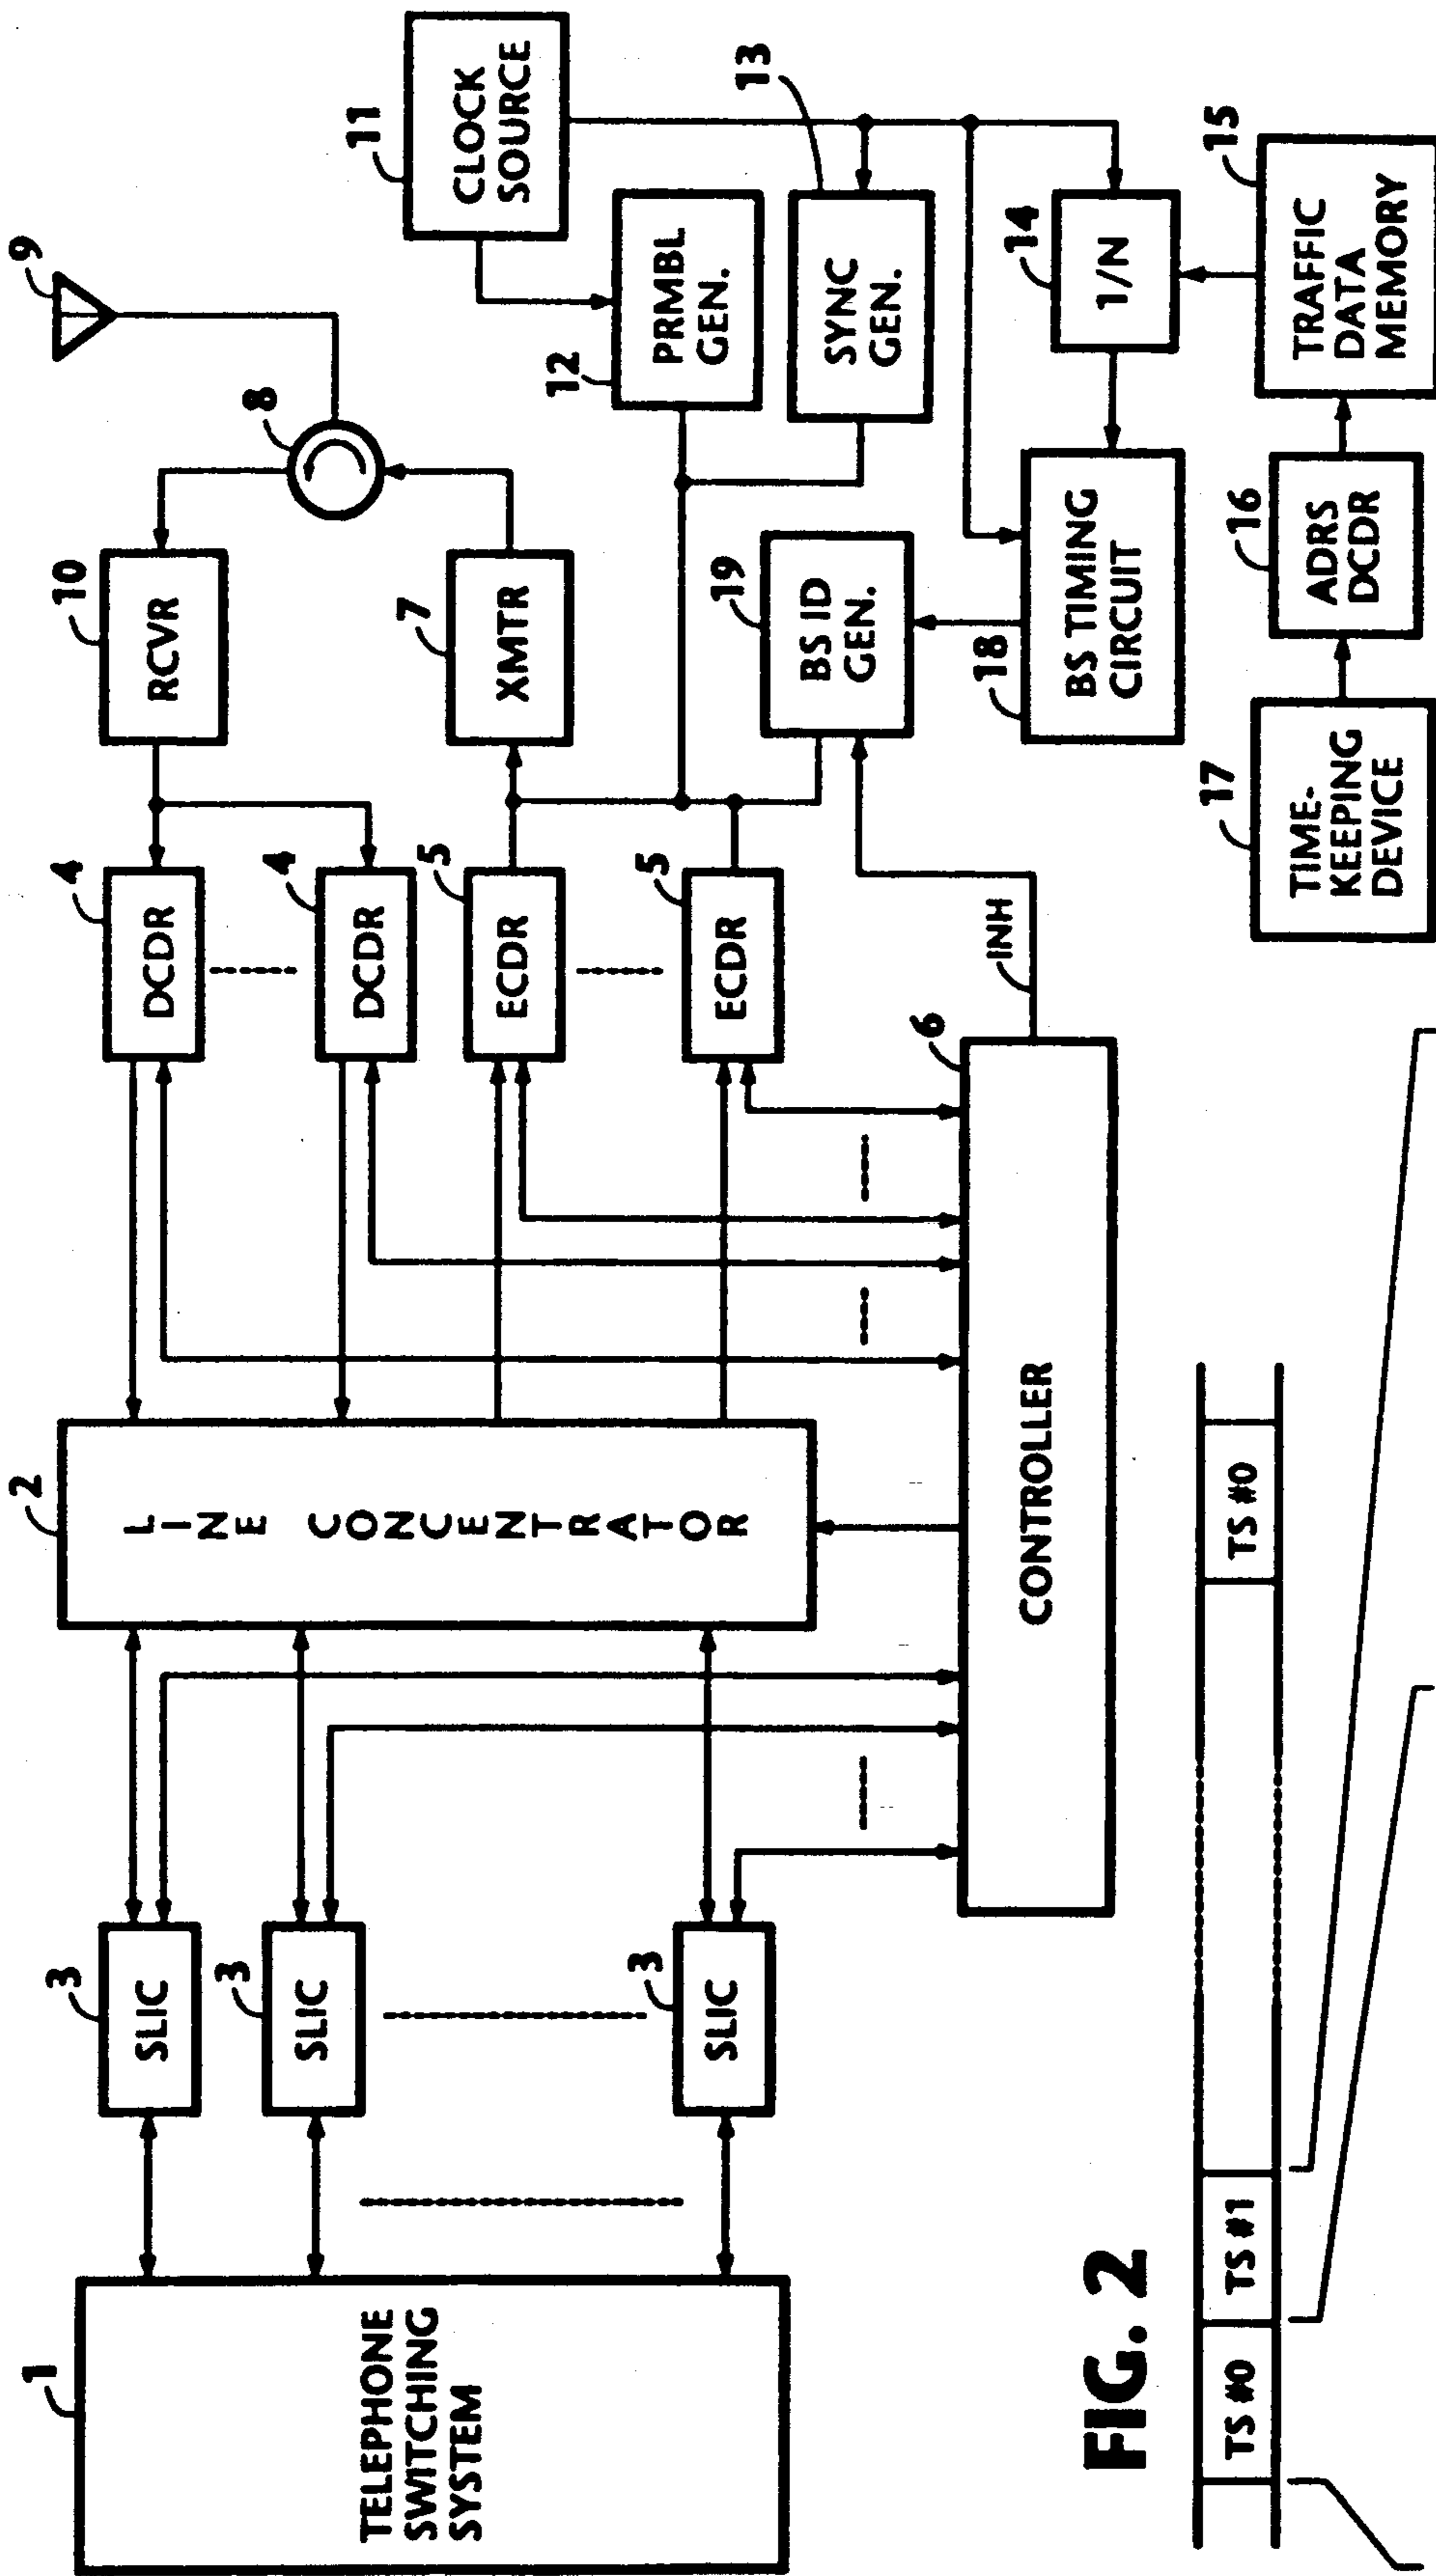 1
TELEPHONE
SWITCHING
SYSTEM
3
SLIC
3
SLIC
3
SLIC
2
LINE CONCENTRATOR
4
DCDR
4
DCDR
5
ECDR
5
ECDR
6
CONTROLLER
INH
10
RCVR
7
XMTR
8
9
11
CLOCK
SOURCE
12
PRMBL
GEN.
13
SYNC
GEN.
14
1/N
15
TRAFFIC
DATA
MEMORY
16
ADRS
DCDR
17
TIME-
KEEPING
DEVICE
18
BS TIMING
CIRCUIT
19
BS ID
GEN.
FIG. 2
TS #0
TS #1
TS #0